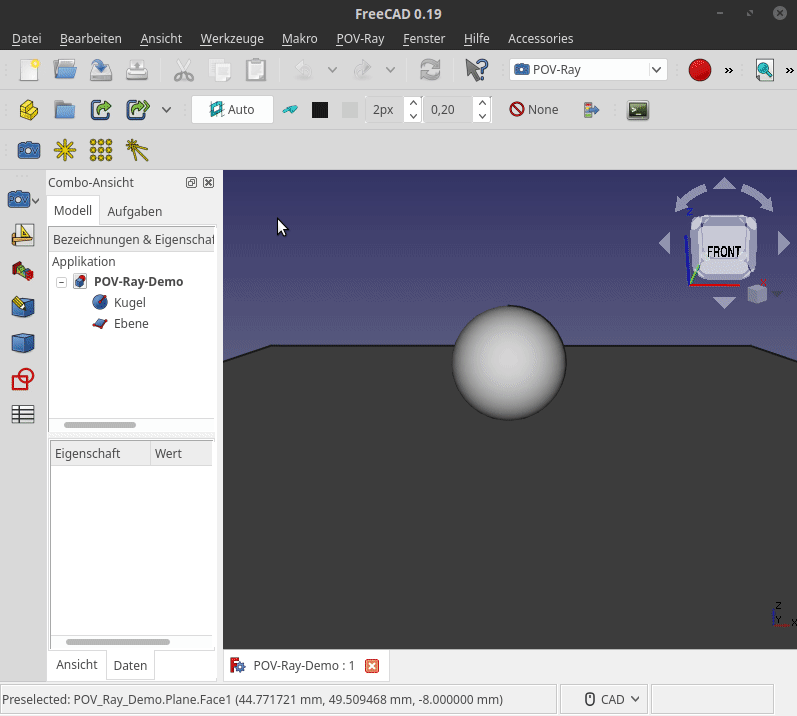 FreeCAD 0.19
Datei Bearbeiten Ansicht Werkzeuge Makro POV-Ray Fenster Hilfe Accessories
POV-Ray » »
Auto 2px 0,20 None
Combo-Ansicht
Modell Aufgaben
Bezeichnungen & Eigenschaf
Applikation
POV-Ray-Demo
Kugel
Ebene
Z
FRONT
Eigenschaft Wert
Z
Y X
Ansicht Daten
POV-Ray-Demo : 1
Preselected: POV_Ray_Demo.Plane.Face1 (44.771721 mm, 49.509468 mm, -8.000000 mm) CAD